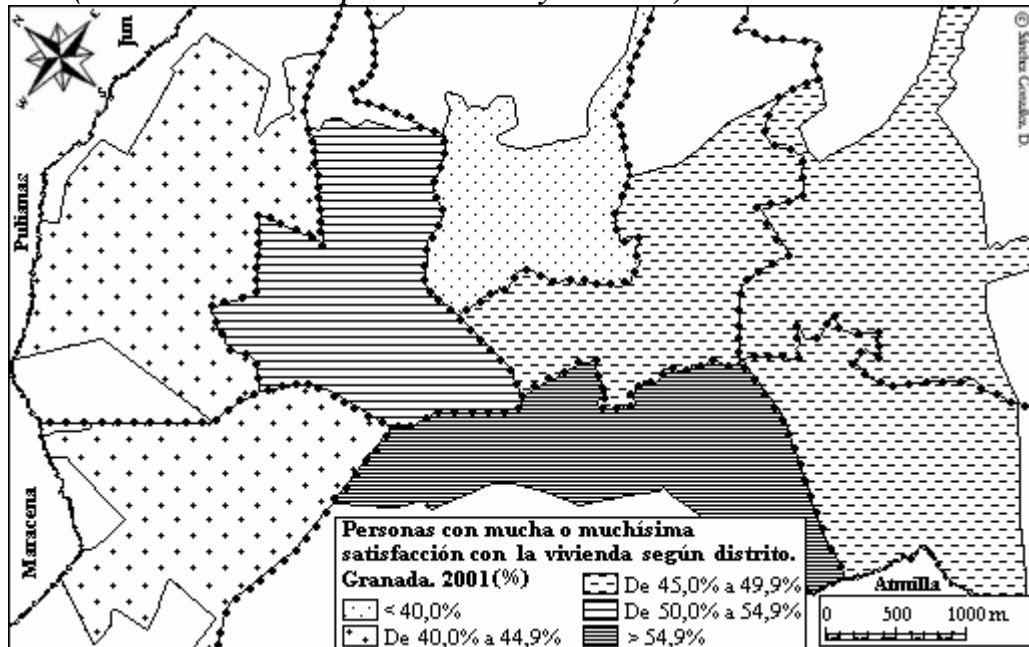 N
E
S
W
Jun
Pulianas
Maracena
© Sánchez González, D.
Personas con mucha o muchísima
satisfacción con la vivienda según distrito.
Granada. 2001(%)
< 40,0%
De 40,0% a 44,9%
De 45,0% a 49,9%
De 50,0% a 54,9%
> 54,9%
Armilla
0 500 1000 m.